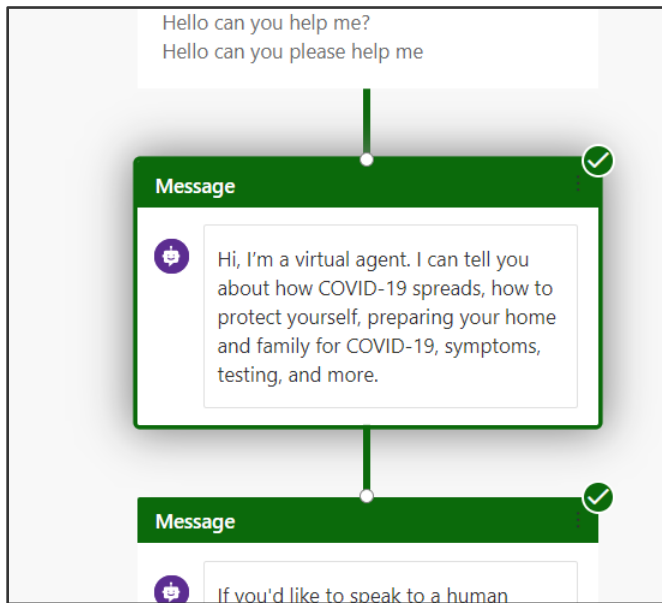 Hello can you help me?
Hello can you please help me
Message
Hi, I'm a virtual agent. I can tell you
about how COVID-19 spreads, how to
protect yourself, preparing your home
and family for COVID-19, symptoms,
testing, and more.
Message
If you'd like to speak to a human